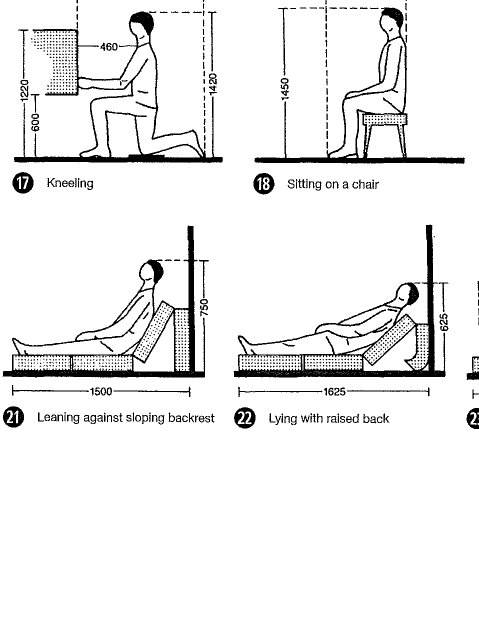 460
1220
600
1420
17 Kneeling
1450
18 Sitting on a chair
750
1500
21 Leaning against sloping backrest
625
1625
22 Lying with raised back